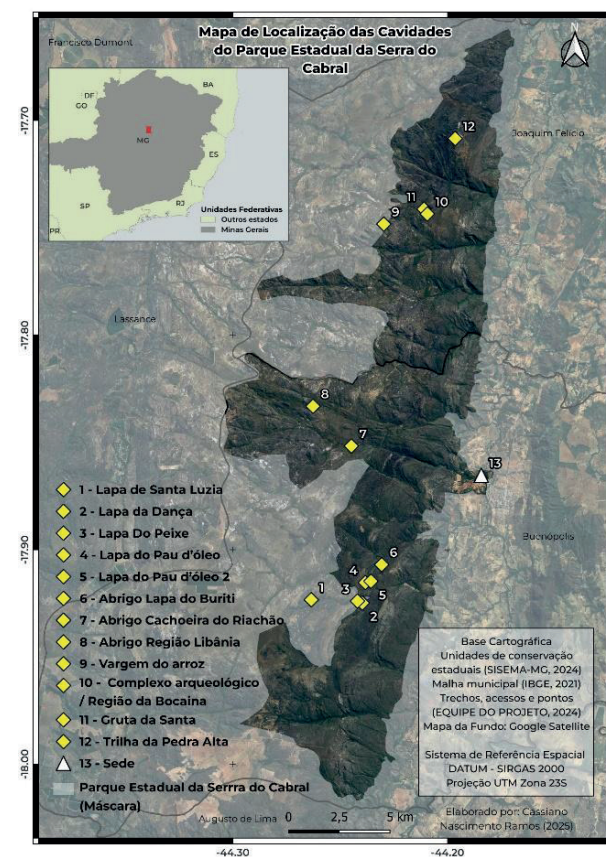 Mapa de Localização das Cavidades
do Parque Estadual da Serra do
Cabral
Francisco Dumont
N
BA
DF
GO
MG
ES
SP
RJ
PR
Unidades Federativas
Outros estados
Minas Gerais
Joaquim Felício
Lassance
Buenópolis
Augusto de Lima
12
11
10
9
8
7
13
6
4
5
1
3
2
-17.70
-17.80
-17.90
-18.00
1 - Lapa de Santa Luzia
2 - Lapa da Dança
3 - Lapa Do Peixe
4 - Lapa do Pau d'óleo
5 - Lapa do Pau d'óleo 2
6 - Abrigo Lapa do Buriti
7 - Abrigo Cachoeira do Riachão
8 - Abrigo Região Libânia
9 - Vargem do arroz
10 - Complexo arqueológico
/ Região da Bocaina
11 - Gruta da Santa
12 - Trilha da Pedra Alta
13 - Sede
Parque Estadual da Serrra do Cabral
(Máscara)
Base Cartográfica
Unidades de conservação
estaduais (SISEMA-MG, 2024)
Malha municipal (IBGE, 2021)
Trechos, acessos e pontos
(EQUIPE DO PROJETO, 2024)
Mapa da Fundo: Google Satellite
Sistema de Referência Espacial
DATUM - SIRGAS 2000
Projeção UTM Zona 23S
Elaborado por: Cassiano
Nascimento Ramos (2025)
0 2,5 5 km
-44.30 -44.20